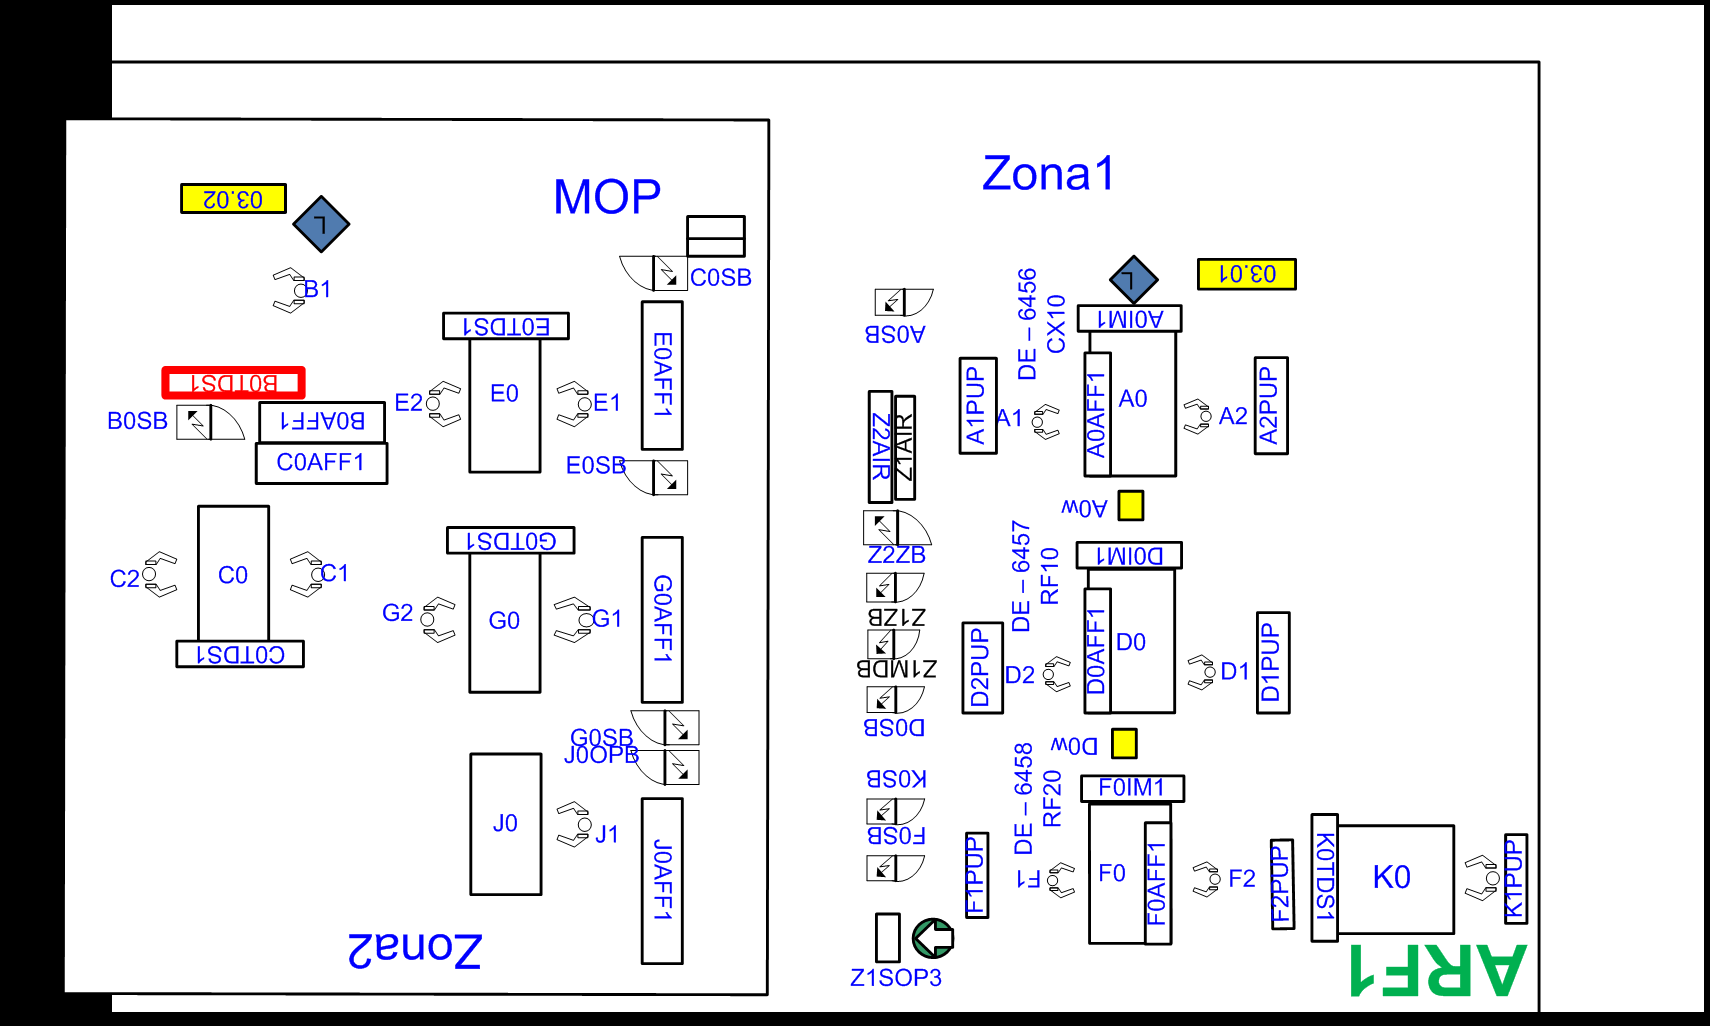 Zona1
MOP
03.02
L
B1
C0SB
E0TDS1
E0AFF1
B0TDS1
B0SB
B0AFF1
C0AFF1
E2
E0
E1
E0SB
C2
C0
C1
C0TDS1
G0TDS1
G2
G0
G1
G0AFF1
G0SB
J0OPB
J0
J1
J0AFF1
Zona2
A0SB
DE – 6456
CX10
L
03.01
A0IM1
A1PUP
A1
A0AFF1
A0
A2
A2PUP
Z2AIR
Z1AIR
A0w
Z2ZB
Z1ZB
Z1MDB
D0SB
DE – 6457
RF10
D0IM1
D2PUP
D2
D0AFF1
D0
D1
D1PUP
D0w
K0SB
F0SB
DE – 6458
RF20
F0IM1
F1PUP
F1
F0
F0AFF1
F2
F2PUP
K0TDS1
K0
K1PUP
Z1SOP3
ARF1